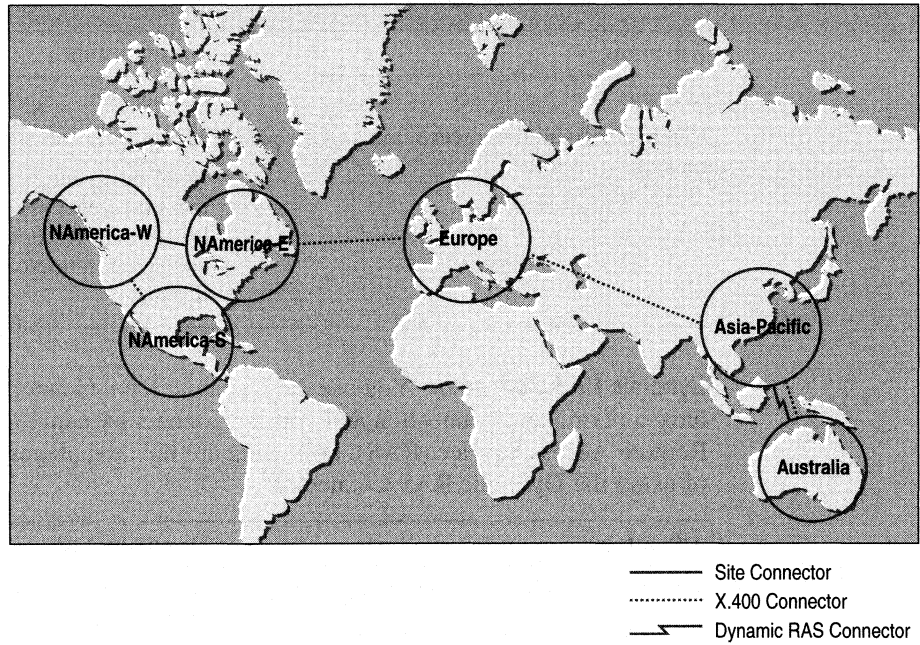 NAmerica-W
NAmerica-E
Europe
Asia-Pacific
NAmerica-S
Australia
Site Connector
X.400 Connector
Dynamic RAS Connector